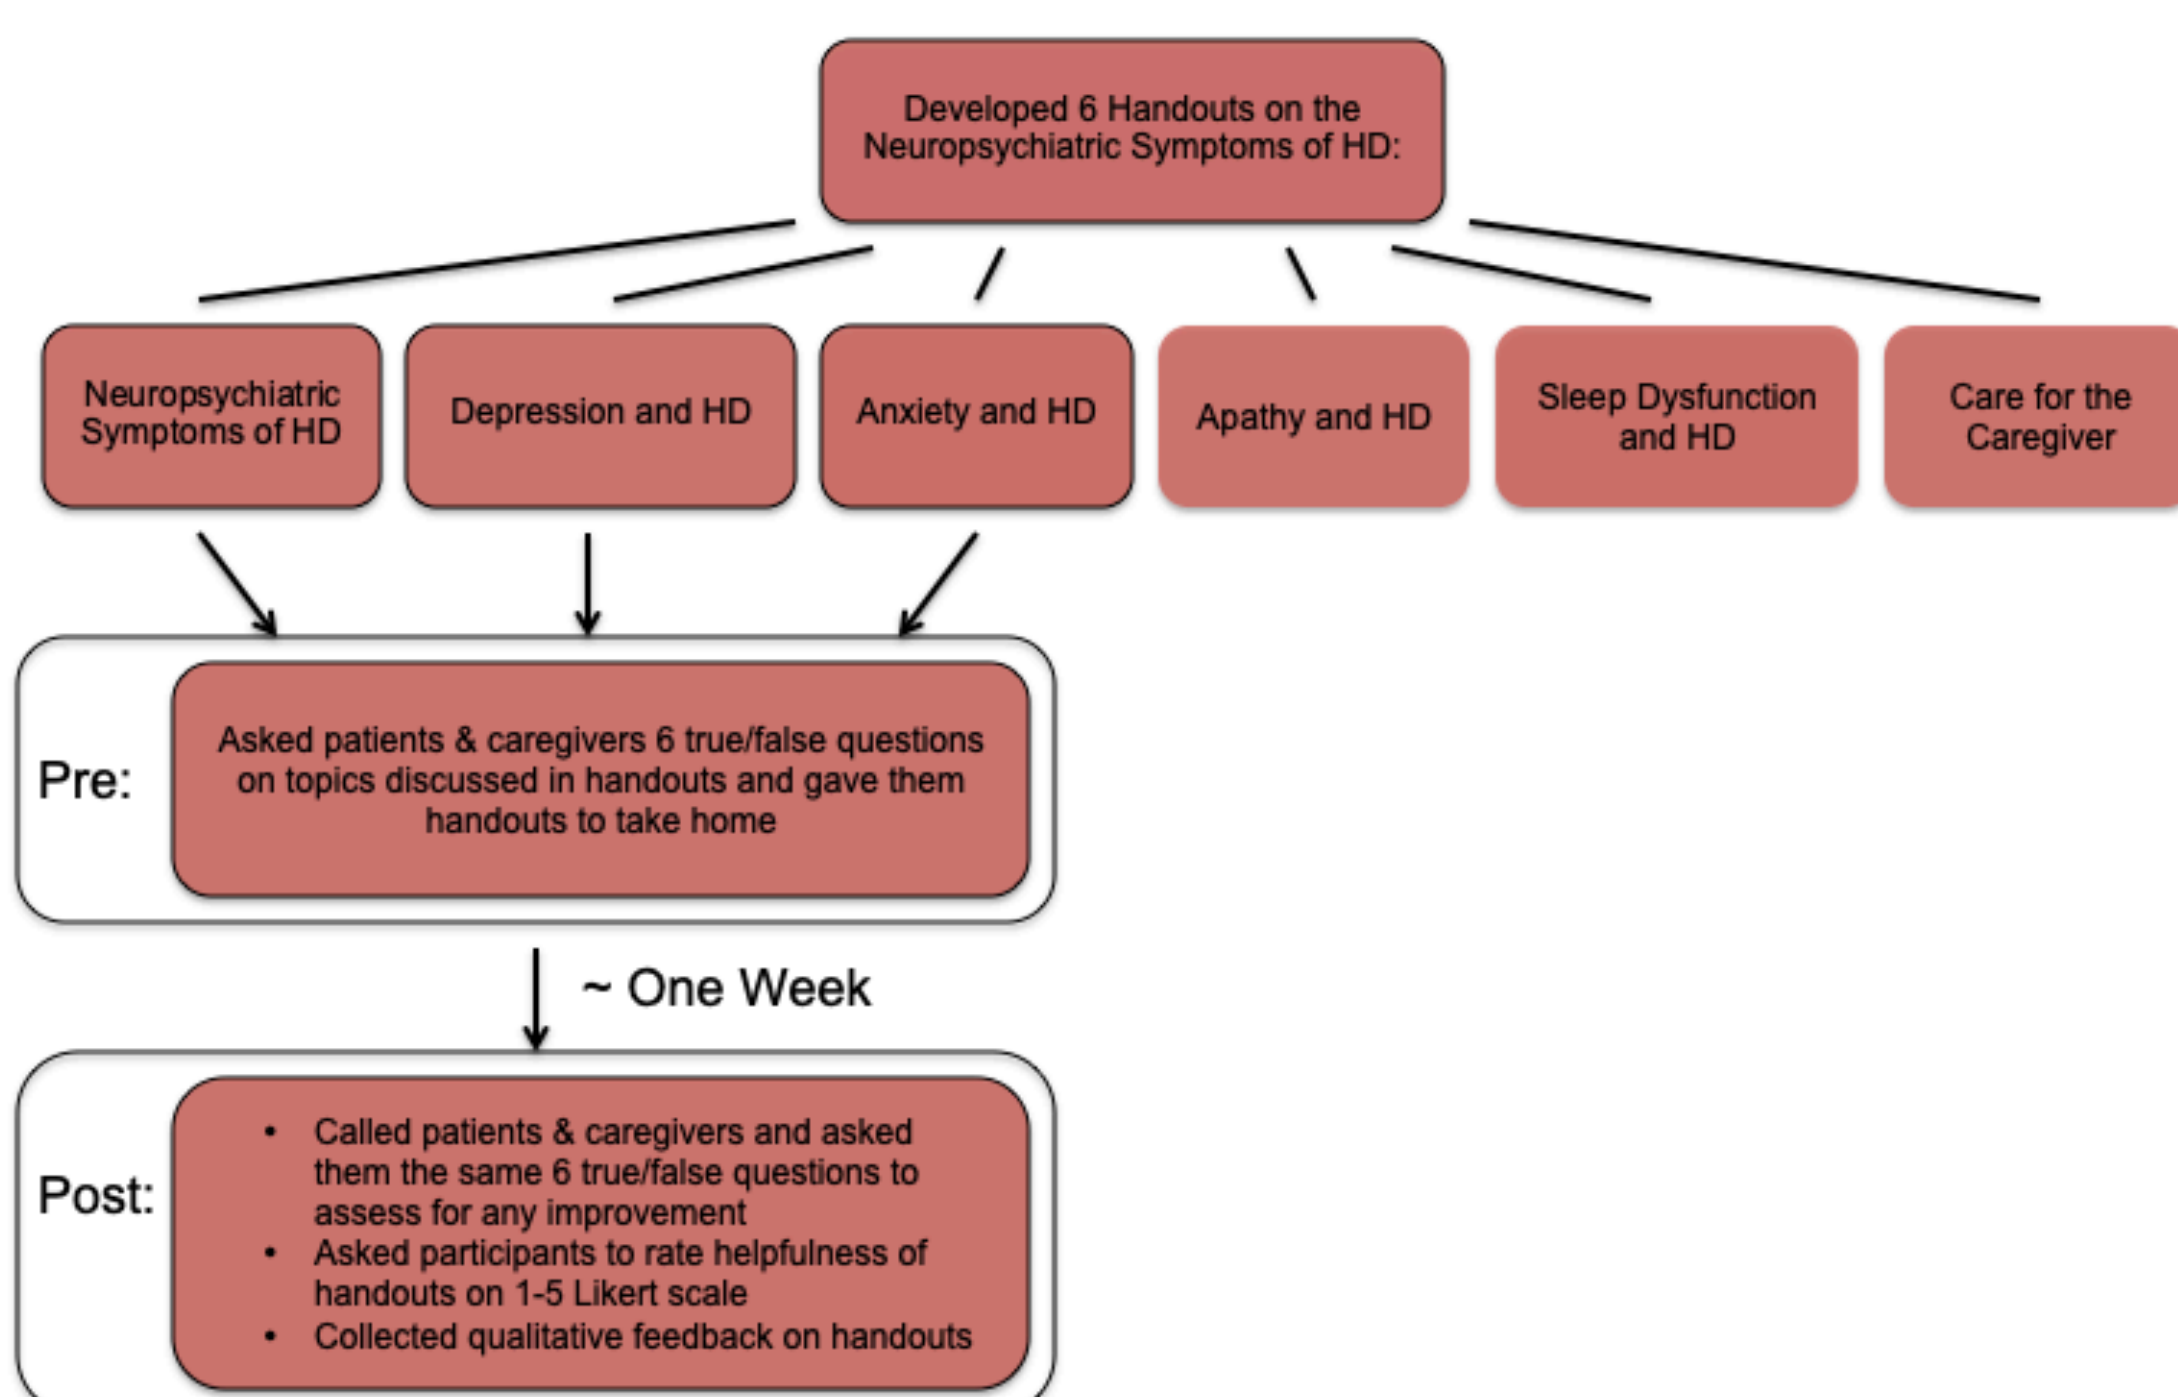 Developed 6 Handouts on the
Neuropsychiatric Symptoms of HD:
Neuropsychiatric
Symptoms of HD
Depression and HD
Anxiety and HD
Apathy and HD
Sleep Dysfunction
and HD
Care for the
Caregiver
Pre:
Asked patients & caregivers 6 true/false questions
on topics discussed in handouts and gave them
handouts to take home
~ One Week
Post:
• Called patients & caregivers and asked
them the same 6 true/false questions to
assess for any improvement
• Asked participants to rate helpfulness of
handouts on 1-5 Likert scale
• Collected qualitative feedback on handouts